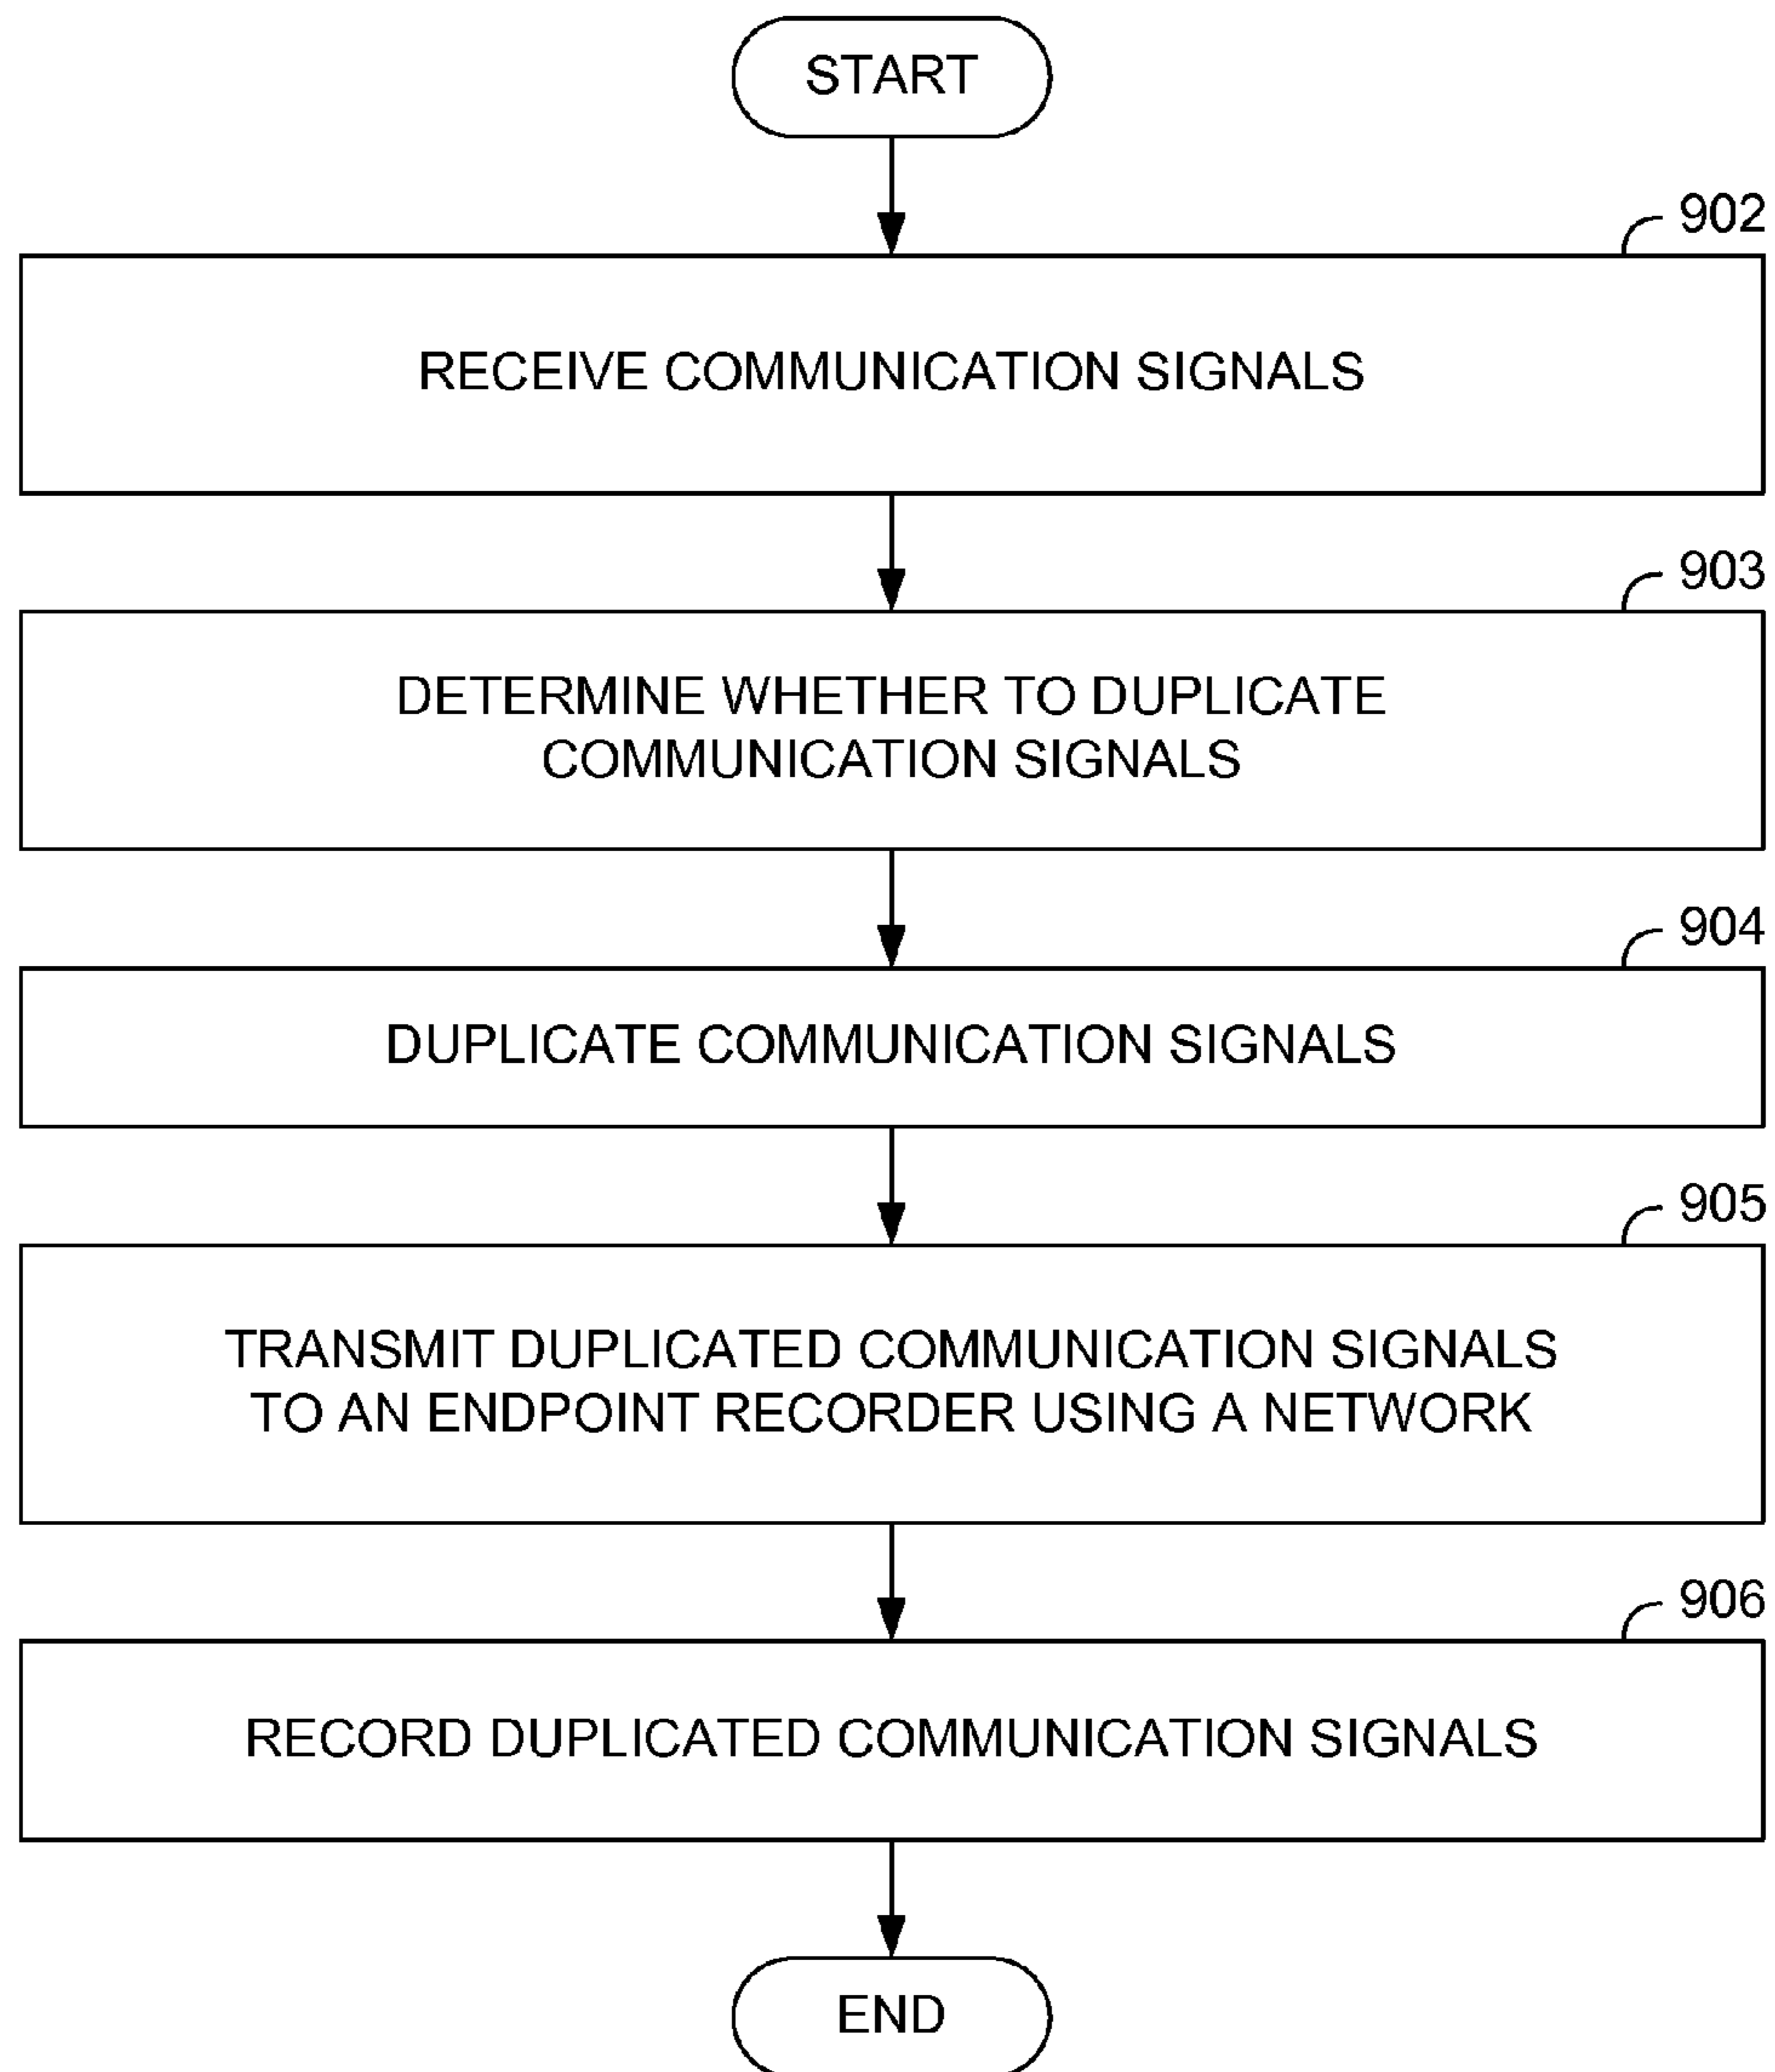 START
902
RECEIVE COMMUNICATION SIGNALS
903
DETERMINE WHETHER TO DUPLICATE
COMMUNICATION SIGNALS
904
DUPLICATE COMMUNICATION SIGNALS
905
TRANSMIT DUPLICATED COMMUNICATION SIGNALS
TO AN ENDPOINT RECORDER USING A NETWORK
906
RECORD DUPLICATED COMMUNICATION SIGNALS
END